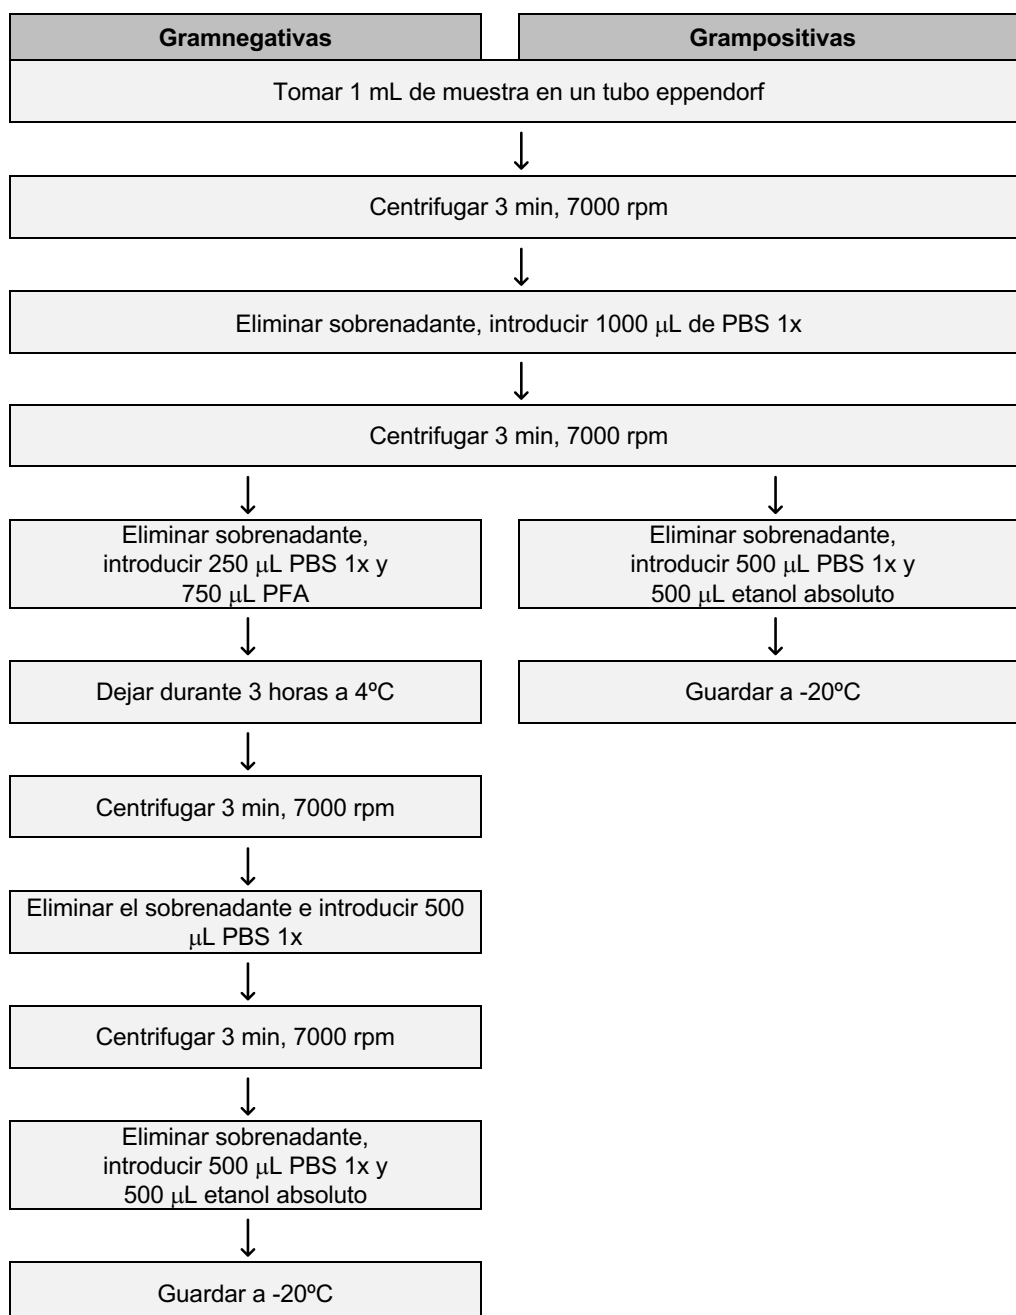 Gramnegativas
Grampositivas
Tomar 1 mL de muestra en un tubo eppendorf
Centrifugar 3 min, 7000 rpm
Eliminar sobrenadante, introducir 1000 μL de PBS 1x
Centrifugar 3 min, 7000 rpm
Eliminar sobrenadante,
introducir 250 μL PBS 1x y
750 μL PFA
Eliminar sobrenadante,
introducir 500 μL PBS 1x y
500 μL etanol absoluto
Dejar durante 3 horas a 4ºC
Guardar a -20ºC
Centrifugar 3 min, 7000 rpm
Eliminar el sobrenadante e introducir 500
μL PBS 1x
Centrifugar 3 min, 7000 rpm
Eliminar sobrenadante,
introducir 500 μL PBS 1x y
500 μL etanol absoluto
Guardar a -20ºC